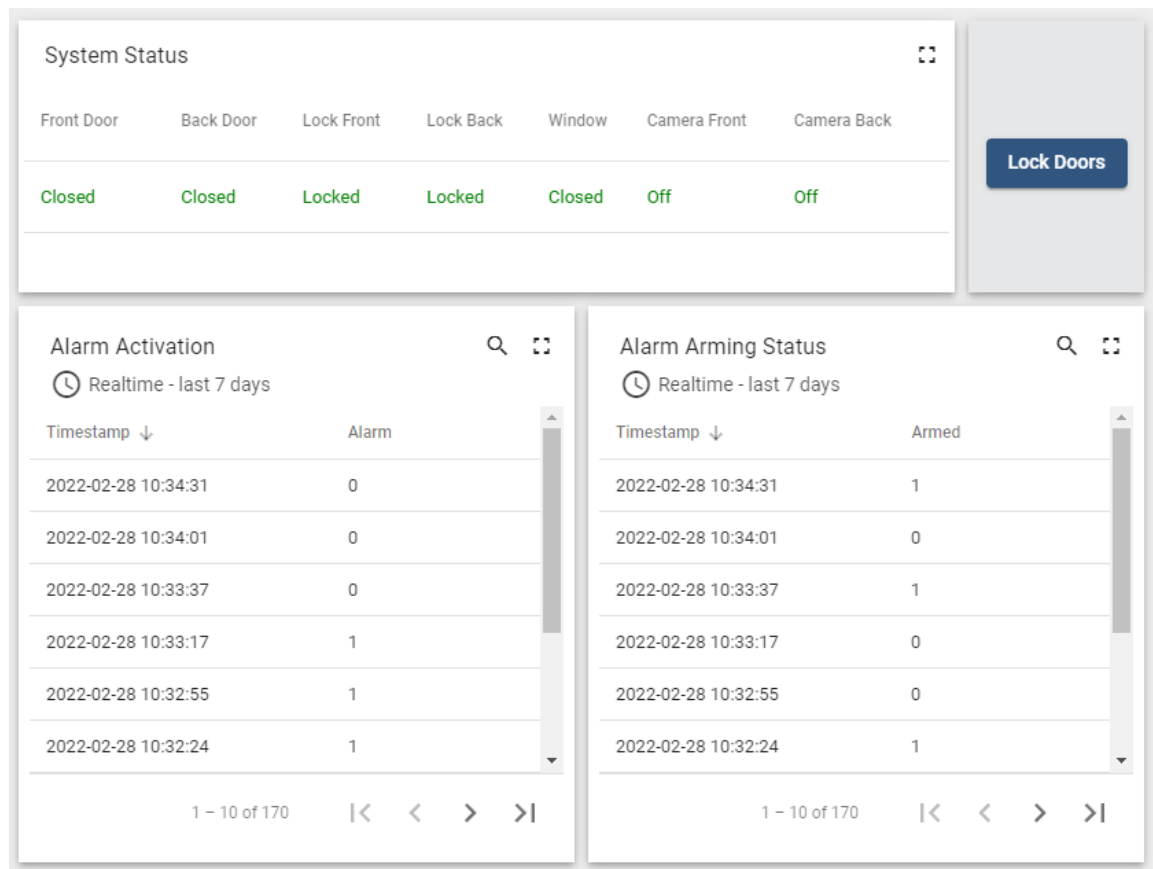 System Status
Front Door Back Door Lock Front Lock Back Window Camera Front Camera Back
Closed Closed Locked Locked Closed Off Off
Lock Doors
Alarm Activation
Realtime - last 7 days
Timestamp Alarm
2022-02-28 10:34:31 0
2022-02-28 10:34:01 0
2022-02-28 10:33:37 0
2022-02-28 10:33:17 1
2022-02-28 10:32:55 1
2022-02-28 10:32:24 1
1 – 10 of 170
Alarm Arming Status
Realtime - last 7 days
Timestamp Armed
2022-02-28 10:34:31 1
2022-02-28 10:34:01 0
2022-02-28 10:33:37 1
2022-02-28 10:33:17 0
2022-02-28 10:32:55 0
2022-02-28 10:32:24 1
1 – 10 of 170